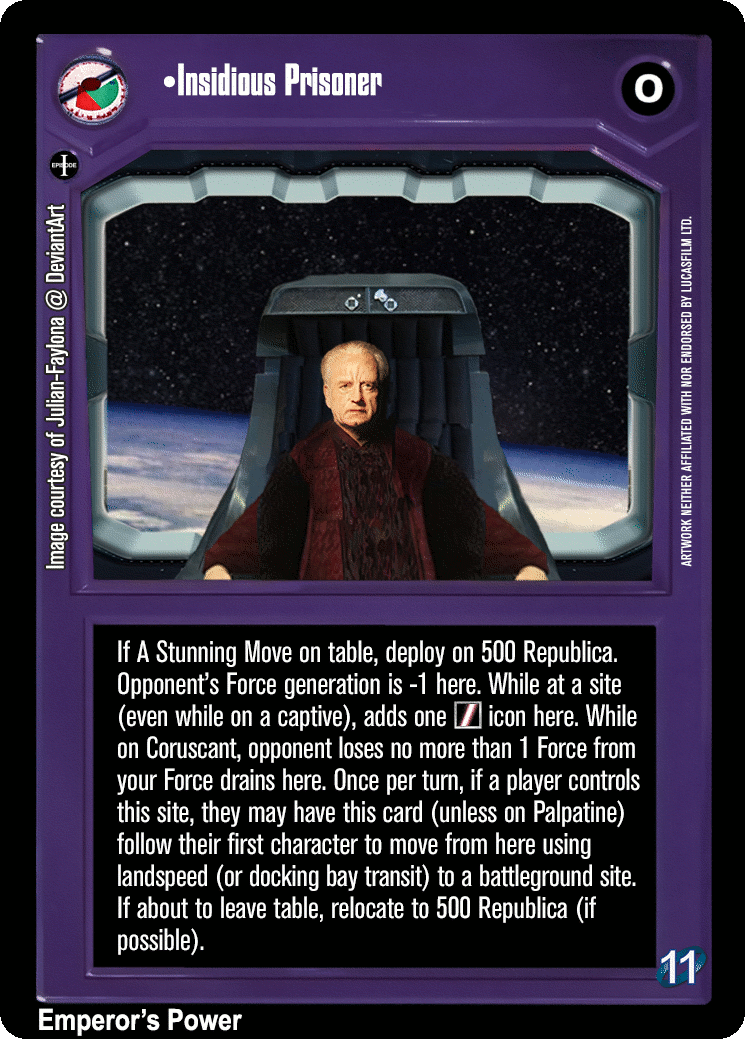 •Insidious Prisoner
O
EPISODE
I
Image courtesy of Julian-Faylona @ DeviantArt
ARTWORK NEITHER AFFILIATED WITH NOR ENDORSED BY LUCASFILM LTD.
If A Stunning Move on table, deploy on 500 Republica.
Opponent's Force generation is -1 here. While at a site
(even while on a captive), adds one icon here. While
on Coruscant, opponent loses no more than 1 Force from
your Force drains here. Once per turn, if a player controls
this site, they may have this card (unless on Palpatine)
follow their first character to move from here using
landspeed (or docking bay transit) to a battleground site.
If about to leave table, relocate to 500 Republica (if
possible).
11
Emperor's Power